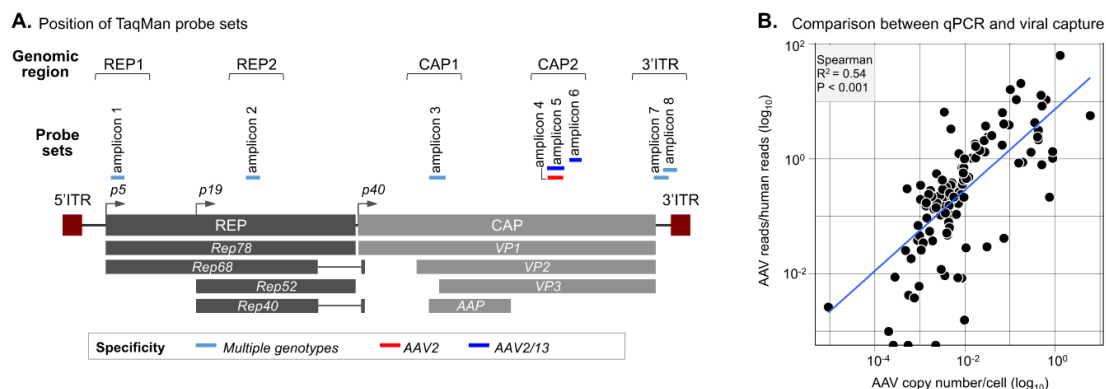 A. Position of TaqMan probe sets
Genomic region
REP1
REP2
CAP1
CAP2
3'ITR
Probe sets
amplicon 1
amplicon 2
amplicon 3
amplicon 4
amplicon 5
amplicon 6
amplicon 7
amplicon 8
5'ITR
p5
p19
p40
3'ITR
REP
CAP
Rep78
VP1
Rep68
VP2
Rep52
VP3
Rep40
AAP
Specificity
Multiple genotypes
AAV2
AAV2/13
B. Comparison between qPCR and viral capture
Spearman
R² = 0.54
P < 0.001
AAV reads/human reads (log₁₀)
10²
10⁰
10⁻²
10⁻⁴
10⁻²
10⁰
AAV copy number/cell (log₁₀)